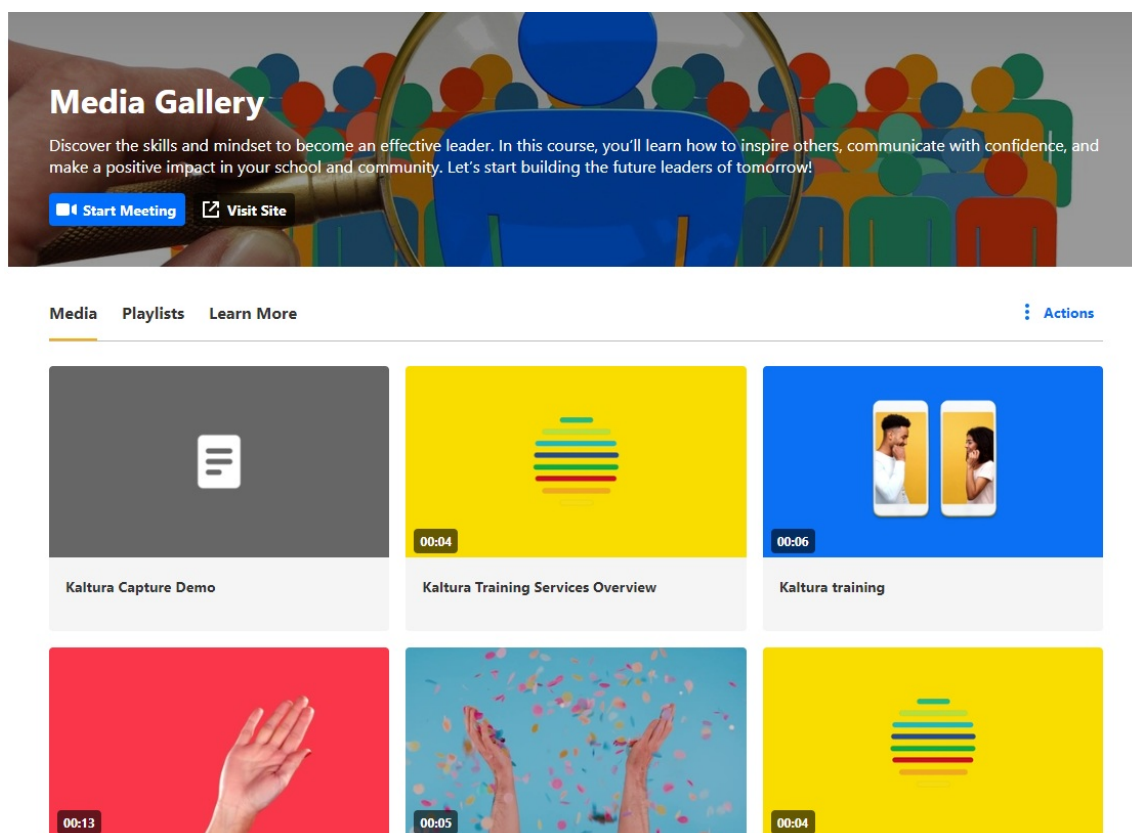 Media Gallery
Discover the skills and mindset to become an effective leader. In this course, you'll learn how to inspire others, communicate with confidence, and
make a positive impact in your school and community. Let's start building the future leaders of tomorrow!
Start Meeting
Visit Site
Media
Playlists
Learn More
Actions
00:04
00:06
Kaltura Capture Demo
Kaltura Training Services Overview
Kaltura training
00:13
00:05
00:04